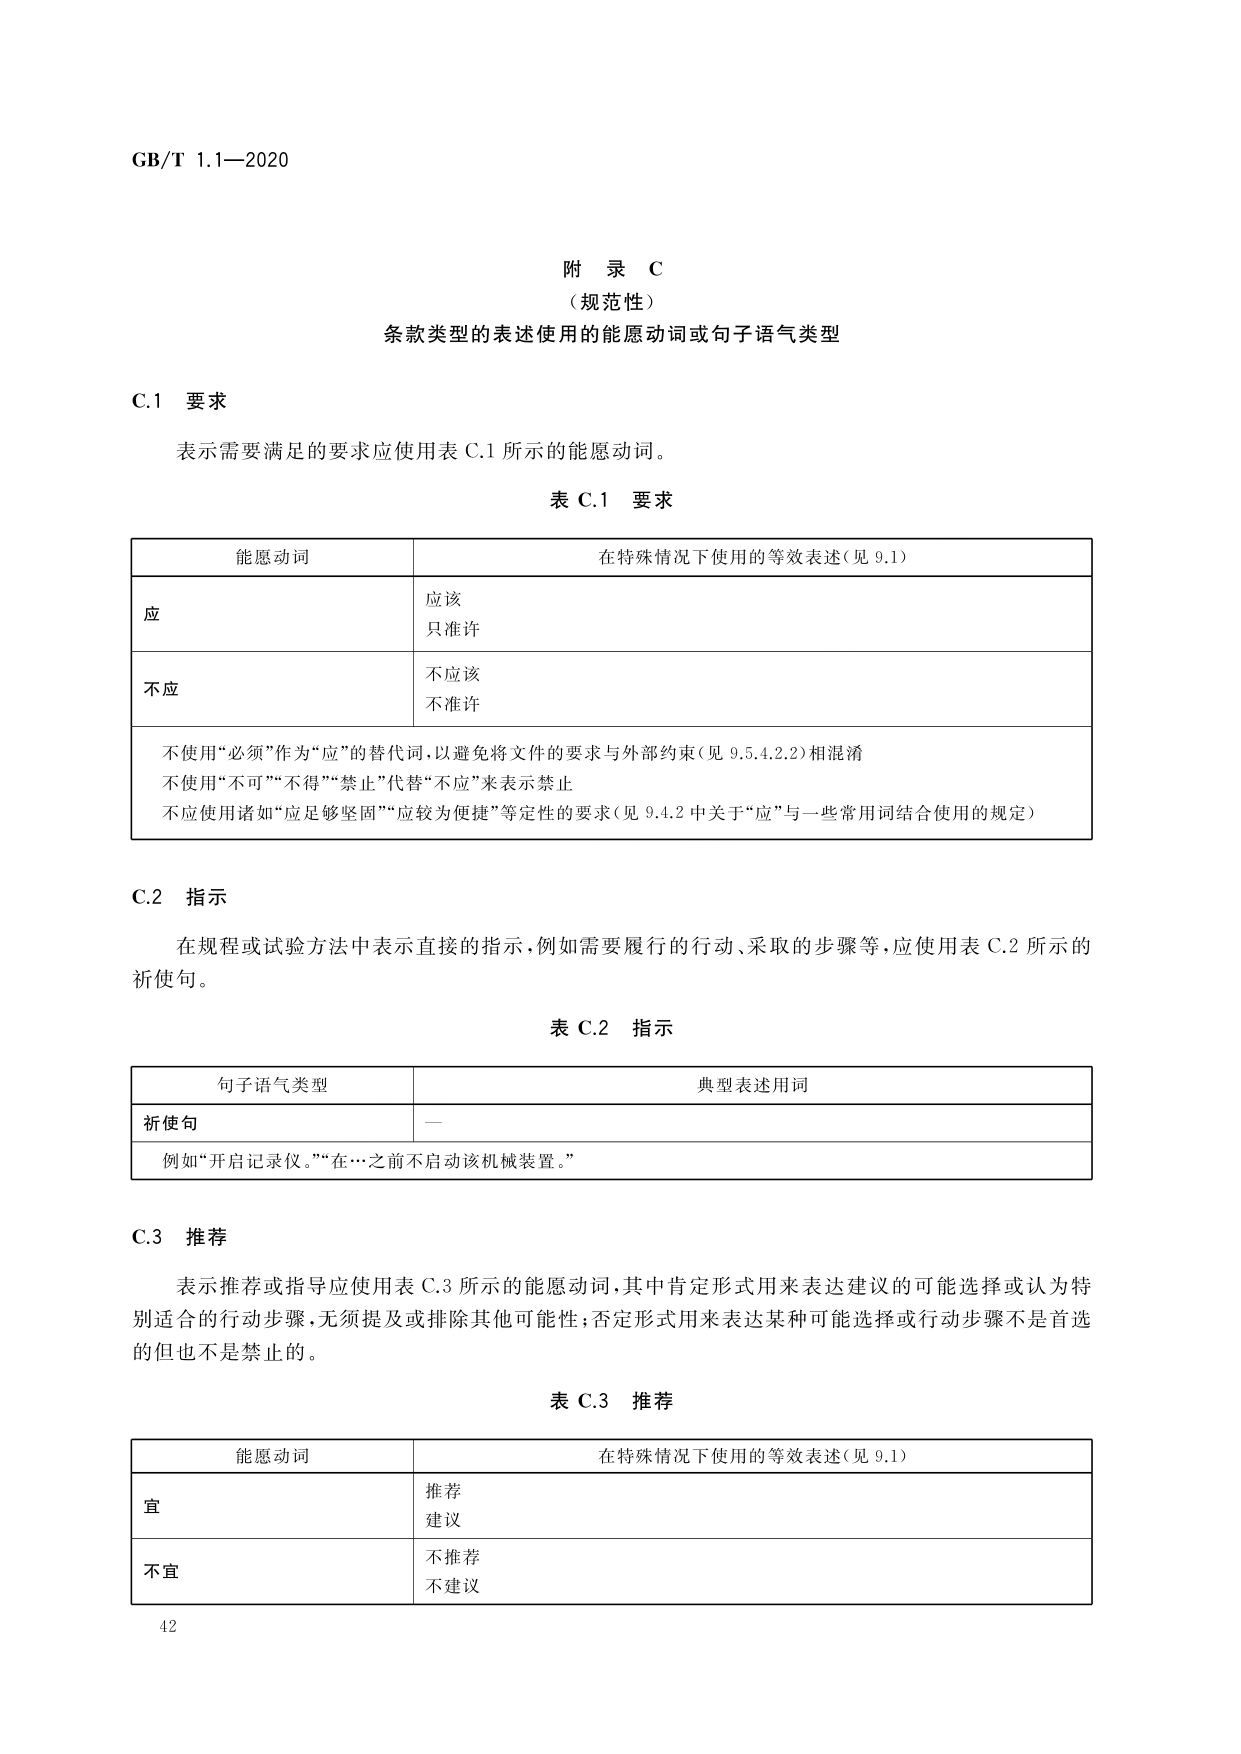 GB/T 1.1—2020
附 录 C
（规范性）
条款类型的表述使用的能愿动词或句子语气类型
C.1 要求
表示需要满足的要求应使用表 C.1 所示的能愿动词。
表 C.1 要求
能愿动词 在特殊情况下使用的等效表述（见 9.1）
应
应该
只准许
不应
不应该
不准许
不使用“必须”作为“应”的替代词，以避免将文件的要求与外部约束（见 9.5.4.2.2）相混淆
不使用“不可”“不得”“禁止”代替“不应”来表示禁止
不应使用诸如“应足够坚固”“应较为便捷”等定性的要求（见 9.4.2 中关于“应”与一些常用词结合使用的规定）
C.2 指示
在规程或试验方法中表示直接的指示，例如需要履行的行动、采取的步骤等，应使用表 C.2 所示的
祈使句。
表 C.2 指示
句子语气类型 典型表述用词
祈使句 —
例如“开启记录仪。”“在…之前不启动该机械装置。”
C.3 推荐
表示推荐或指导应使用表 C.3 所示的能愿动词，其中肯定形式用来表达建议的可能选择或认为特
别适合的行动步骤，无须提及或排除其他可能性；否定形式用来表达某种可能选择或行动步骤不是首选
的但也不是禁止的。
表 C.3 推荐
能愿动词 在特殊情况下使用的等效表述（见 9.1）
宜
推荐
建议
不宜
不推荐
不建议
42